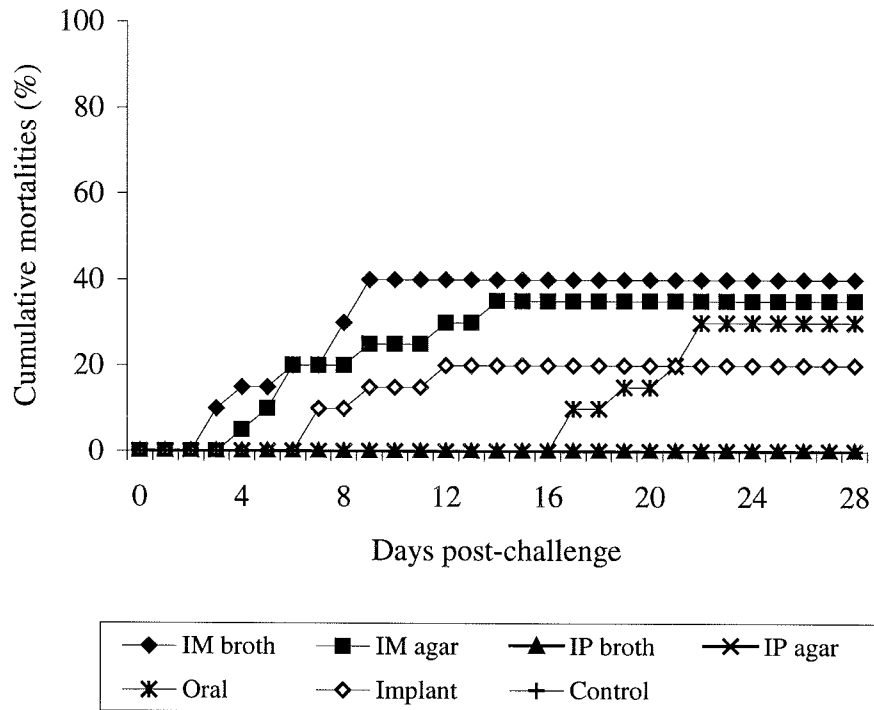 100
80
60
40
20
0
Cumulative mortalities (%)
0 4 8 12 16 20 24 28
Days post-challenge
IM broth IM agar IP broth IP agar
Oral Implant Control